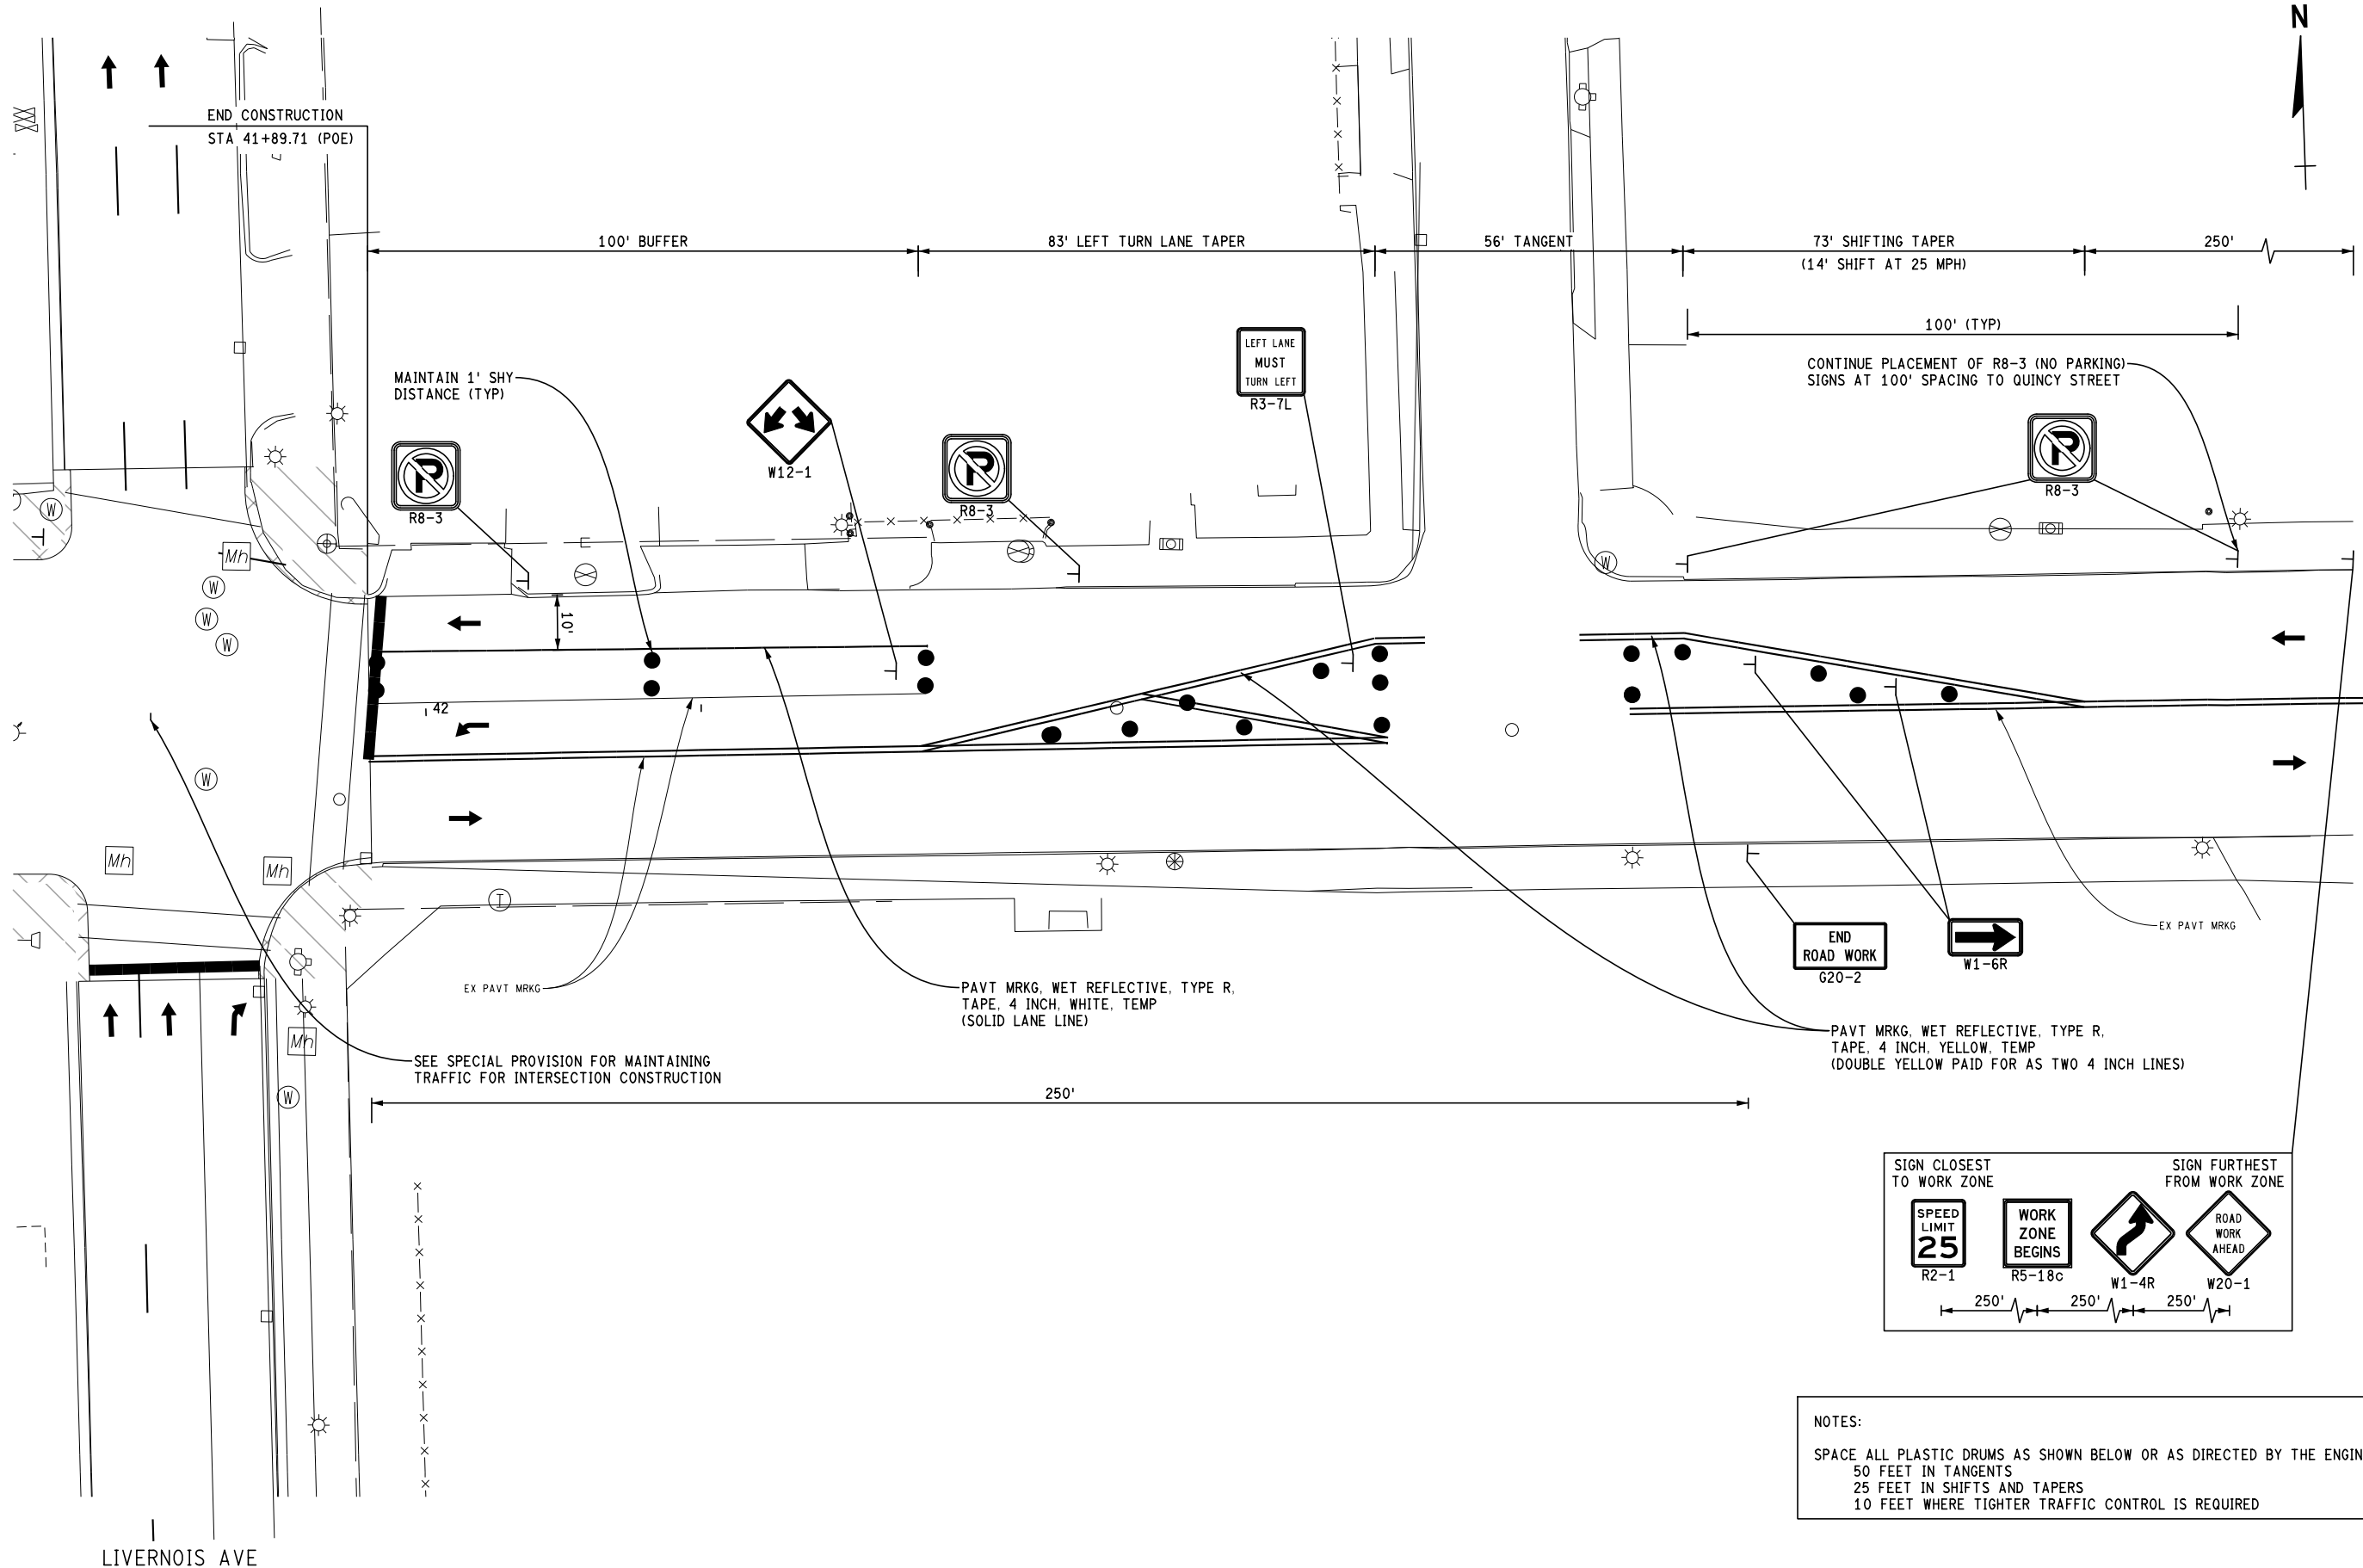 N
END CONSTRUCTION
STA 41+89.71 (POE)
100' BUFFER
83' LEFT TURN LANE TAPER
56' TANGENT
73' SHIFTING TAPER
(14' SHIFT AT 25 MPH)
250'
100' (TYP)
MAINTAIN 1' SHY
DISTANCE (TYP)
LEFT LANE
MUST
TURN LEFT
R3-7L
CONTINUE PLACEMENT OF R8-3 (NO PARKING)
SIGNS AT 100' SPACING TO QUINCY STREET
P
R8-3
W12-1
P
R8-3
P
R8-3
W
Mh
W
W
W
W
10'
42
W
Mh
Mh
T
Mh
W
EX PAVT MRKG
PAVT MRKG, WET REFLECTIVE, TYPE R,
TAPE, 4 INCH, WHITE, TEMP
(SOLID LANE LINE)
END
ROAD WORK
G20-2
W1-6R
EX PAVT MRKG
SEE SPECIAL PROVISION FOR MAINTAINING
TRAFFIC FOR INTERSECTION CONSTRUCTION
PAVT MRKG, WET REFLECTIVE, TYPE R,
TAPE, 4 INCH, YELLOW, TEMP
(DOUBLE YELLOW PAID FOR AS TWO 4 INCH LINES)
250'
SIGN CLOSEST
TO WORK ZONE
SIGN FURTHEST
FROM WORK ZONE
SPEED
LIMIT
25
R2-1
WORK
ZONE
BEGINS
R5-18c
W1-4R
ROAD
WORK
AHEAD
W20-1
250' 250' 250'
NOTES:
SPACE ALL PLASTIC DRUMS AS SHOWN BELOW OR AS DIRECTED BY THE ENGIN
50 FEET IN TANGENTS
25 FEET IN SHIFTS AND TAPERS
10 FEET WHERE TIGHTER TRAFFIC CONTROL IS REQUIRED
LIVERNOIS AVE